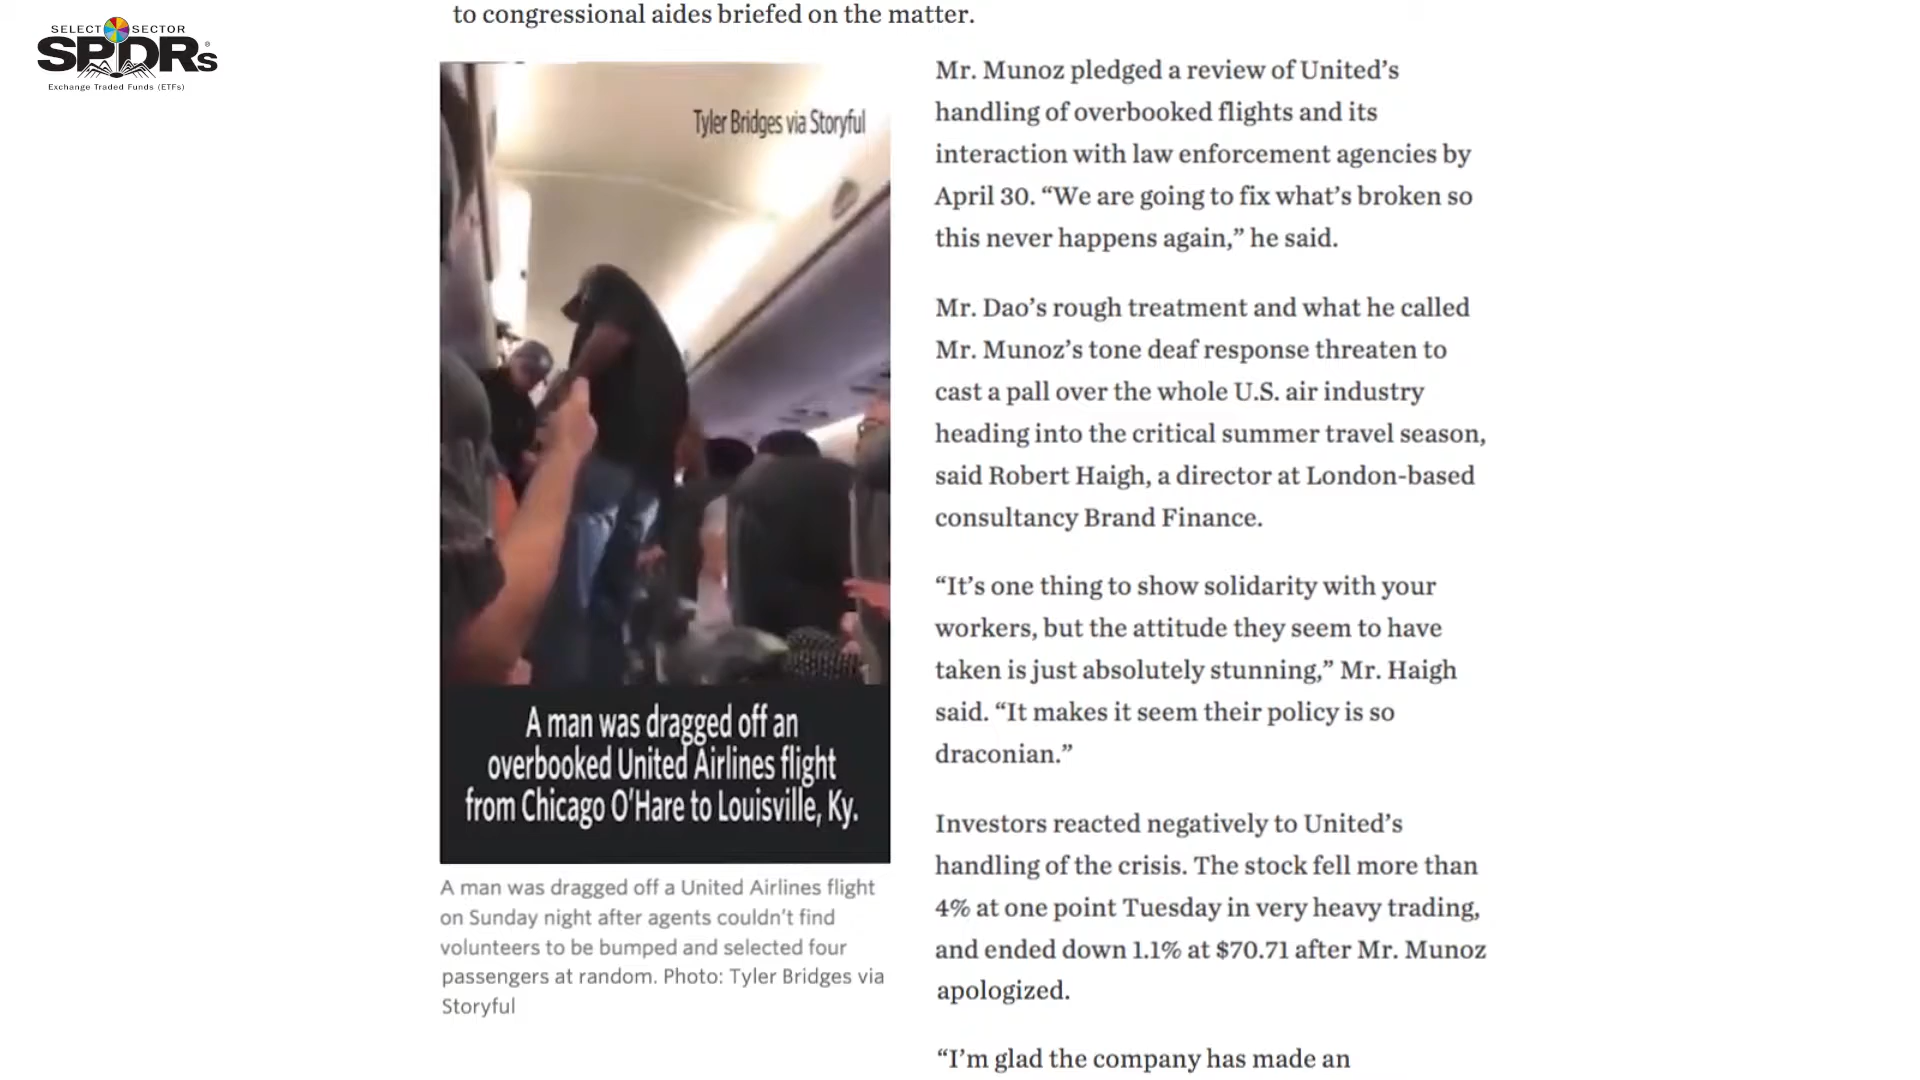 SELECT SECTOR
SPDRs
Exchange Traded Funds (ETFs)
to congressional aides briefed on the matter.
Tyler Bridges via Storyful
A man was dragged off an
overbooked United Airlines flight
from Chicago O'Hare to Louisville, Ky.
A man was dragged off a United Airlines flight
on Sunday night after agents couldn’t find
volunteers to be bumped and selected four
passengers at random. Photo: Tyler Bridges via
Storyful
Mr. Munoz pledged a review of United’s
handling of overbooked flights and its
interaction with law enforcement agencies by
April 30. “We are going to fix what’s broken so
this never happens again,” he said.
Mr. Dao’s rough treatment and what he called
Mr. Munoz’s tone deaf response threaten to
cast a pall over the whole U.S. air industry
heading into the critical summer travel season,
said Robert Haigh, a director at London-based
consultancy Brand Finance.
“It’s one thing to show solidarity with your
workers, but the attitude they seem to have
taken is just absolutely stunning,” Mr. Haigh
said. “It makes it seem their policy is so
draconian.”
Investors reacted negatively to United’s
handling of the crisis. The stock fell more than
4% at one point Tuesday in very heavy trading,
and ended down 1.1% at $70.71 after Mr. Munoz
apologized.
“I’m glad the company has made an